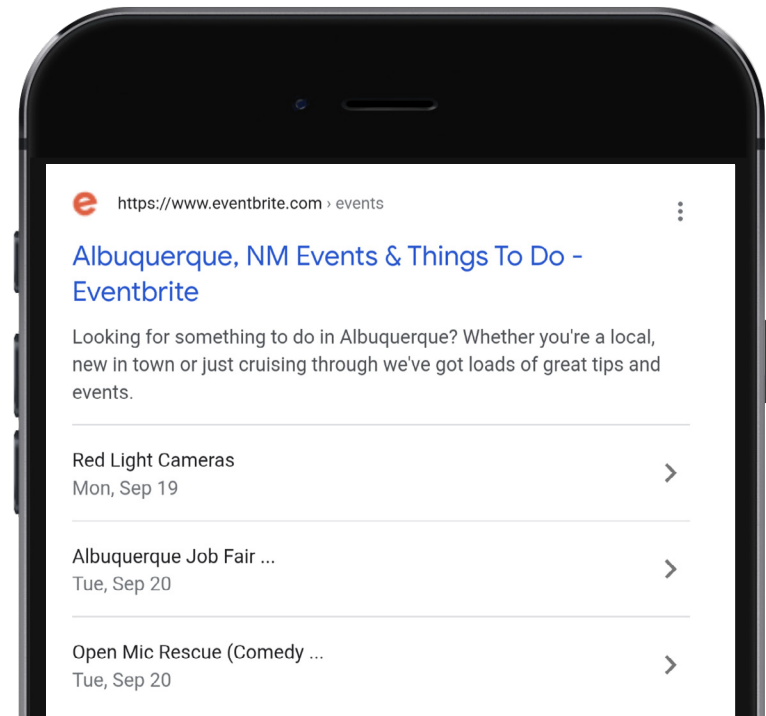 e https://www.eventbrite.com › events
Albuquerque, NM Events & Things To Do -
Eventbrite
Looking for something to do in Albuquerque? Whether you're a local,
new in town or just cruising through we've got loads of great tips and
events.
Red Light Cameras
Mon, Sep 19
Albuquerque Job Fair ...
Tue, Sep 20
Open Mic Rescue (Comedy ...
Tue, Sep 20